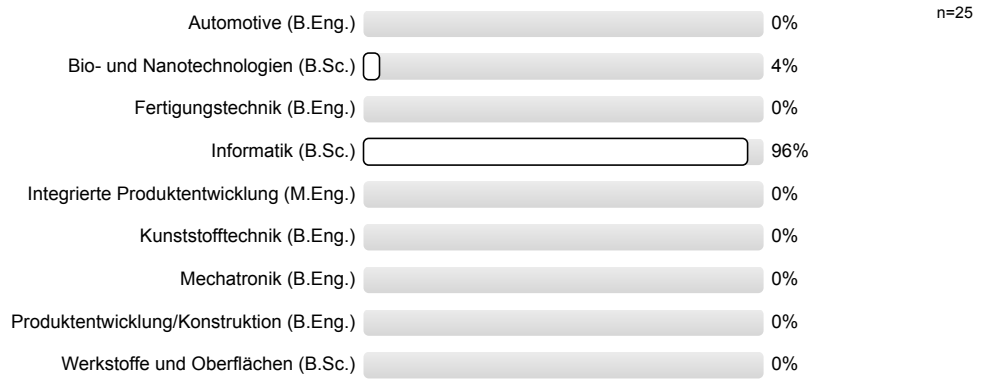 Automotive (B.Eng.) 0% n=25
Bio- und Nanotechnologien (B.Sc.) 4%
Fertigungstechnik (B.Eng.) 0%
Informatik (B.Sc.) 96%
Integrierte Produktentwicklung (M.Eng.) 0%
Kunststofftechnik (B.Eng.) 0%
Mechatronik (B.Eng.) 0%
Produktentwicklung/Konstruktion (B.Eng.) 0%
Werkstoffe und Oberflächen (B.Sc.) 0%